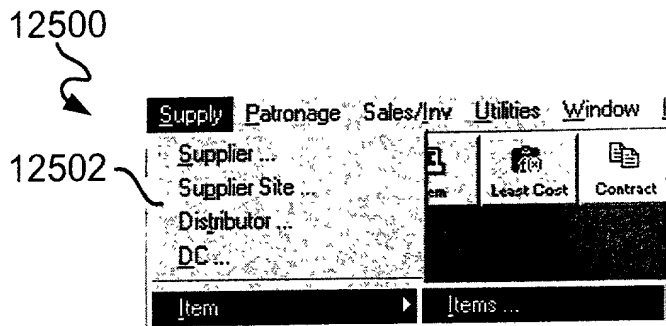 12500
Supply Patronage Sales/Inv Utilities Window
12502
Supplier ...
Supplier Site ...
Distributor ...
DC ...
Least Cost
Contract
Item
Items ...